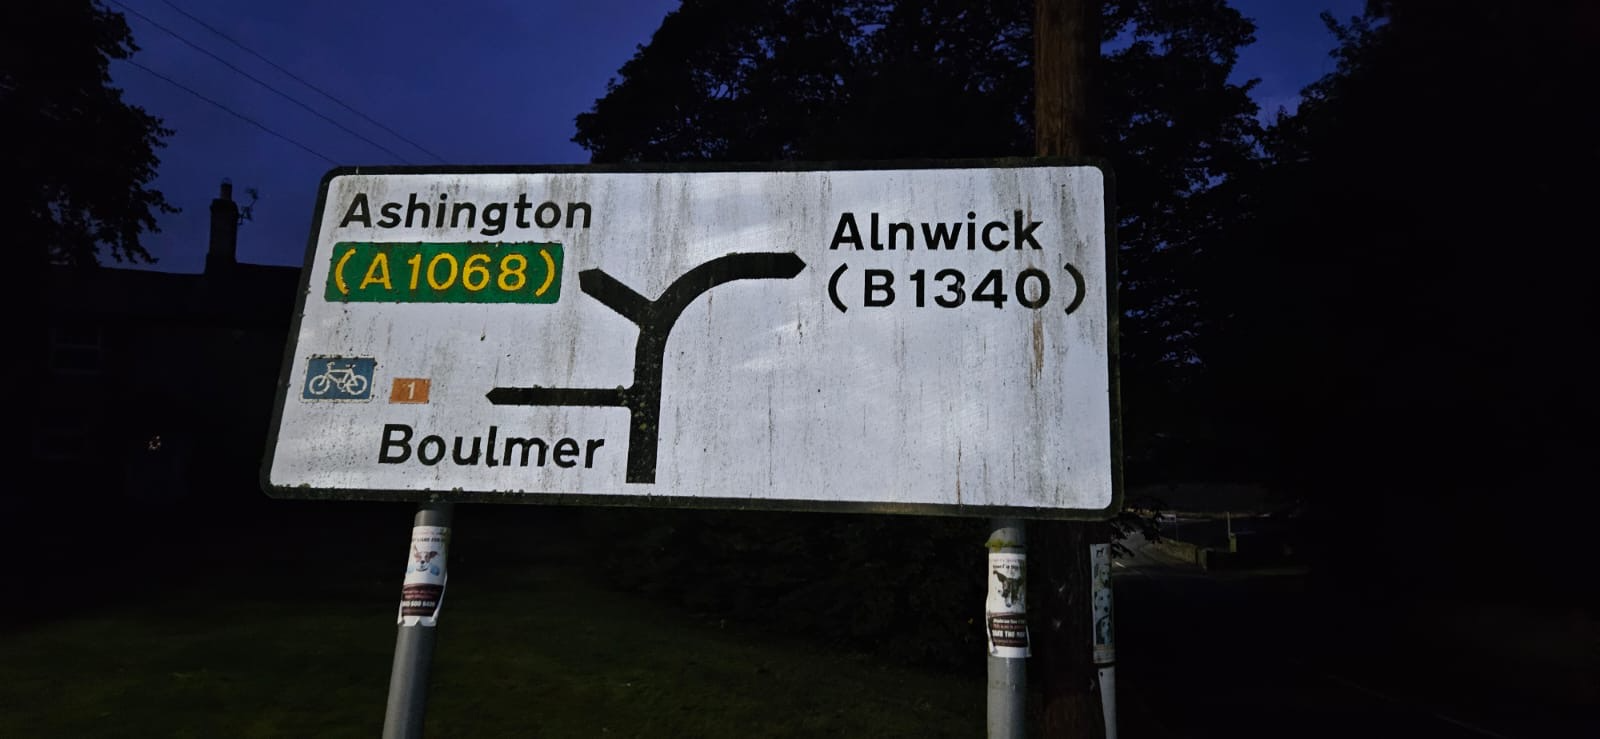 Ashington
(A1068)
Alnwick
(B1340)
1
Boulmer